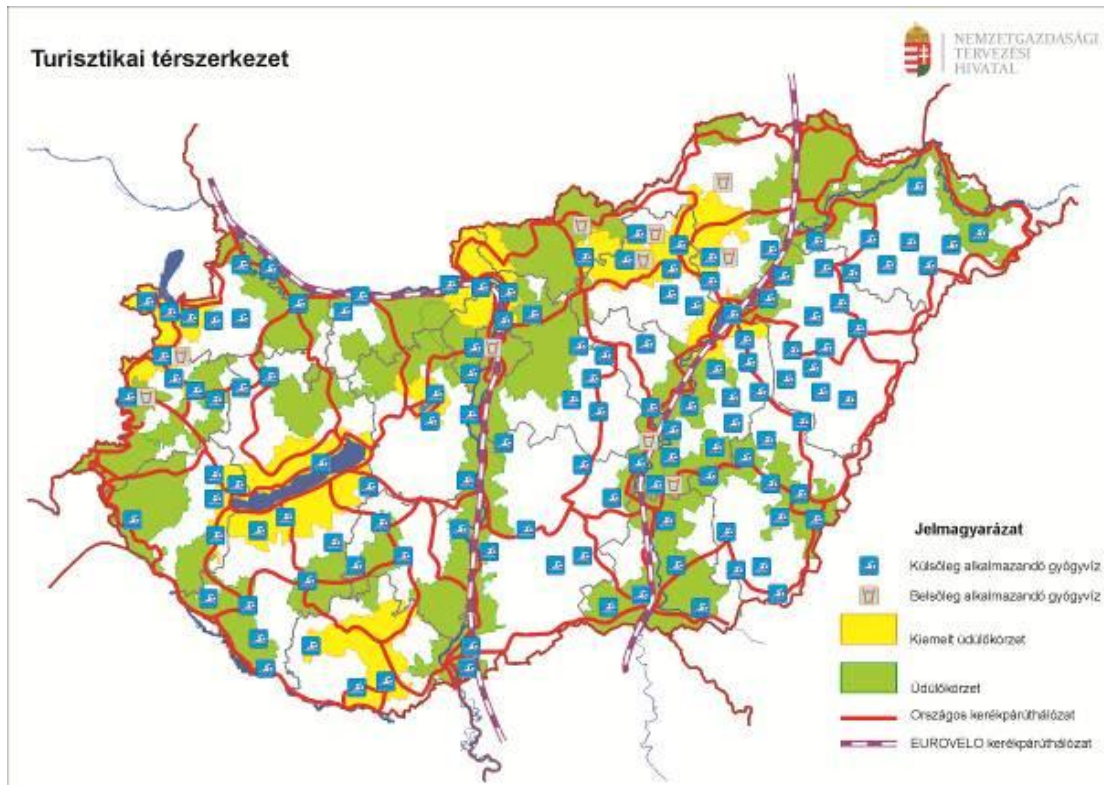 Turisztikai térszerkezet
NEMZETGAZDASÁGI
TERVEZÉSI
HIVATAL
Jelmagyarázat
Külsőleg alkalmazandó gyógyvíz
Belsőleg alkalmazandó gyógyvíz
Kiemelt üdülőkörzet
Üdülőkörzet
Országos kerékpárúthálózat
EUROVELO kerékpárúthálózat